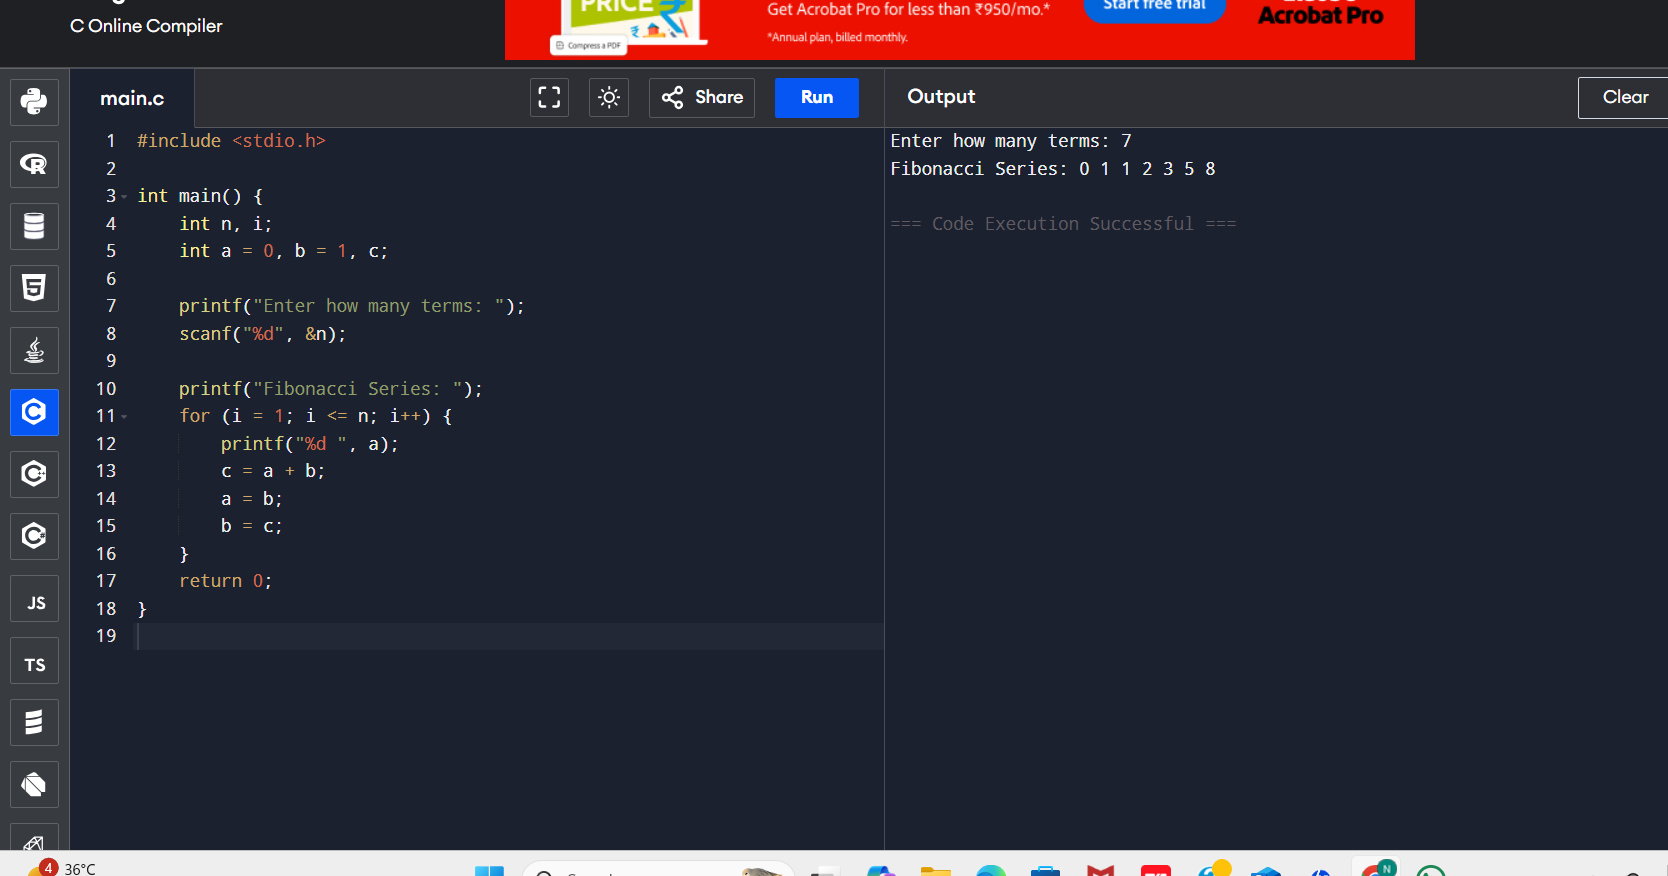 C Online Compiler
PRICE
Compress a PDF
Get Acrobat Pro for less than ₹950/mo.*
*Annual plan, billed monthly.
Start free trial
Acrobat Pro
main.c
Share
Run
Output
Clear
1 #include <stdio.h>
2
3 int main() {
4 int n, i;
5 int a = 0, b = 1, c;
6
7 printf("Enter how many terms: ");
8 scanf("%d", &n);
9
10 printf("Fibonacci Series: ");
11 for (i = 1; i <= n; i++) {
12 printf("%d ", a);
13 c = a + b;
14 a = b;
15 b = c;
16 }
17 return 0;
18 }
19
Enter how many terms: 7
Fibonacci Series: 0 1 1 2 3 5 8
=== Code Execution Successful ===
JS
TS
4
36°C
N